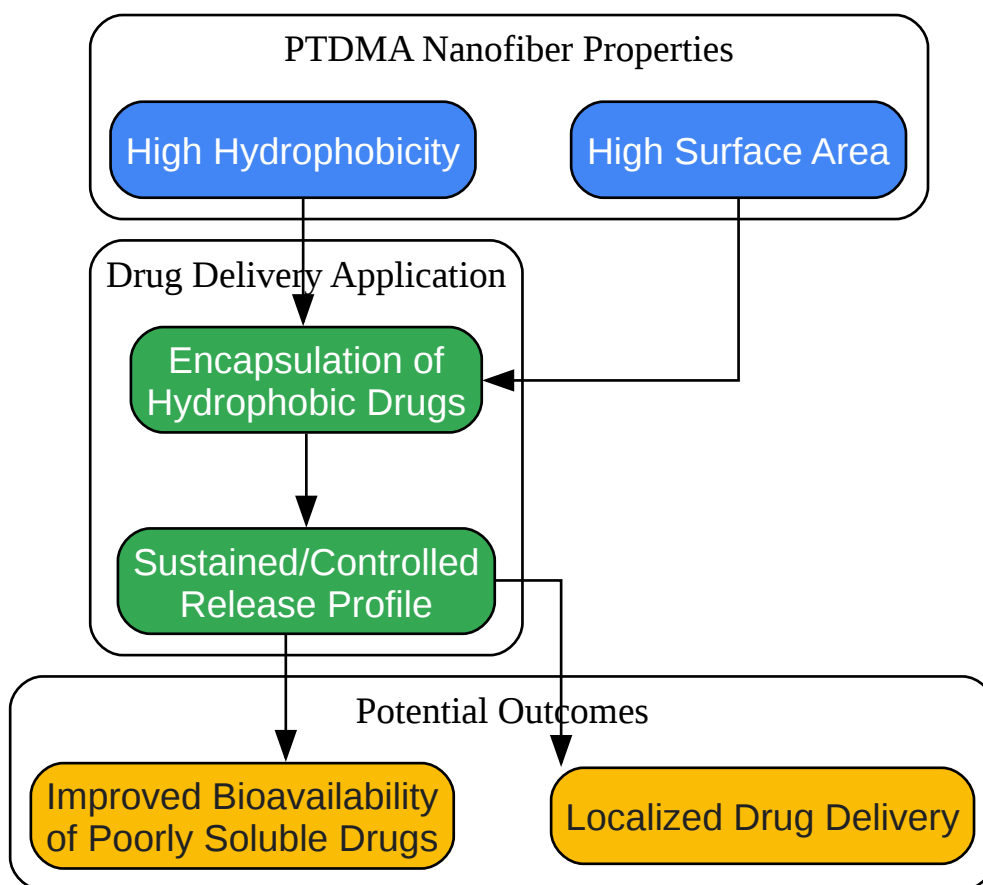 PTDMA Nanofiber Properties
High Hydrophobicity
High Surface Area
Drug Delivery Application
Encapsulation of
Hydrophobic Drugs
Sustained/Controlled
Release Profile
Potential Outcomes
Improved Bioavailability
of Poorly Soluble Drugs
Localized Drug Delivery